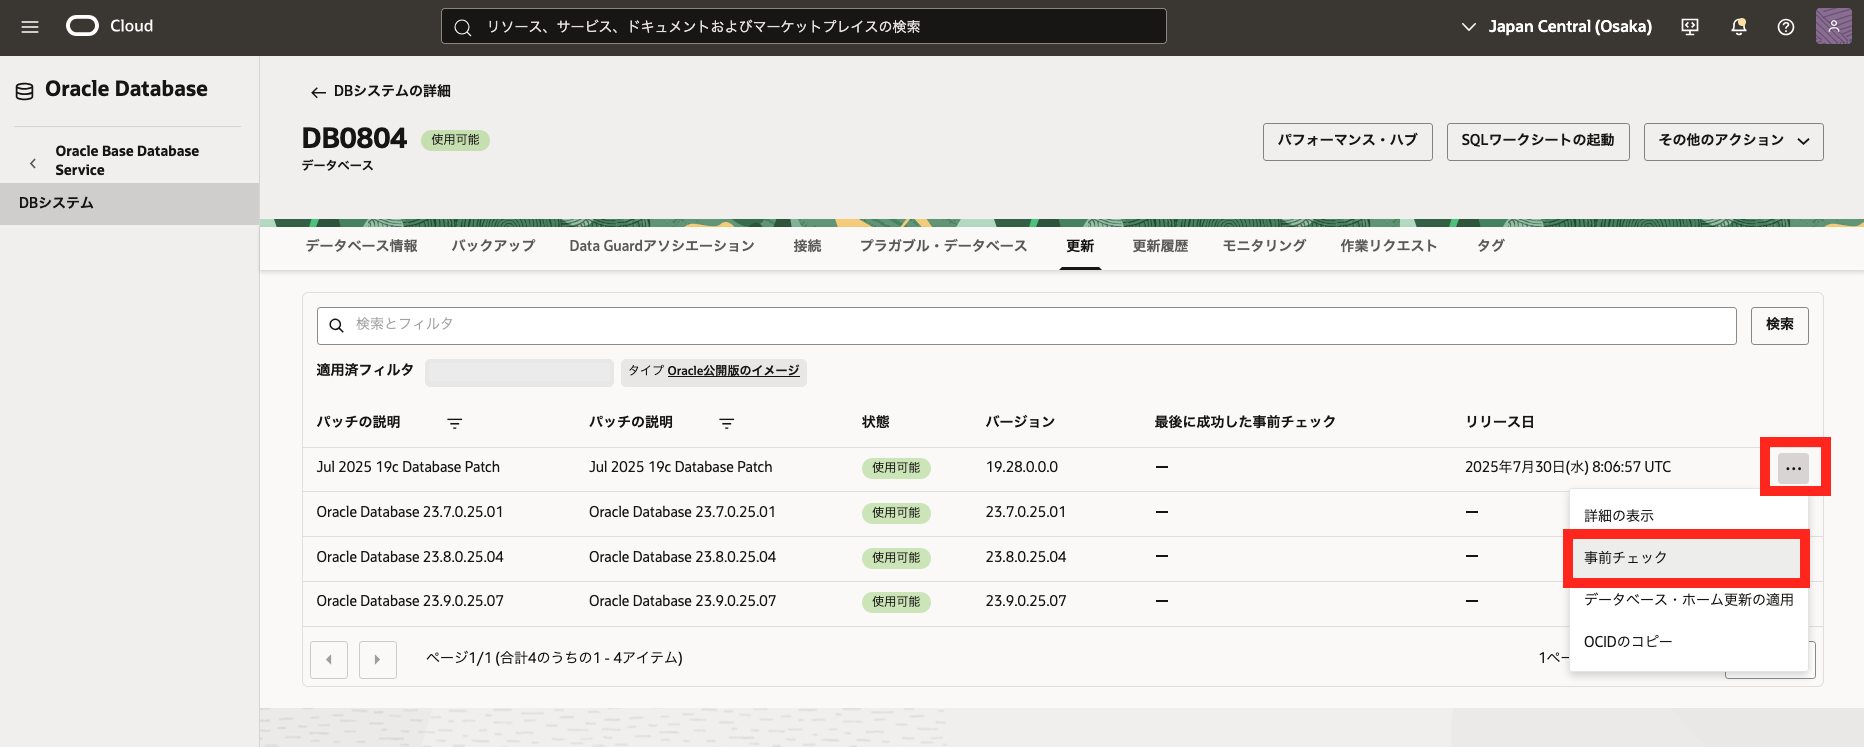 Cloud
リソース、サービス、ドキュメントおよびマーケットプレイスの検索
Japan Central (Osaka)
Oracle Database
Oracle Base Database
Service
DBシステム
DBシステムの詳細
DB0804 使用可能
データベース
パフォーマンス・ハブ
SQLワークシートの起動
その他のアクション
データベース情報 バックアップ Data Guardアソシエーション 接続 プラガブル・データベース 更新 更新履歴 モニタリング 作業リクエスト タグ
検索とフィルタ
検索
適用済フィルタ タイプ Oracle公開版のイメージ
パッチの説明 パッチの説明 状態 バージョン 最後に成功した事前チェック リリース日
Jul 2025 19c Database Patch Jul 2025 19c Database Patch 使用可能 19.28.0.0.0 — 2025年7月30日(水) 8:06:57 UTC
Oracle Database 23.7.0.25.01 Oracle Database 23.7.0.25.01 使用可能 23.7.0.25.01 — —
Oracle Database 23.8.0.25.04 Oracle Database 23.8.0.25.04 使用可能 23.8.0.25.04 — —
Oracle Database 23.9.0.25.07 Oracle Database 23.9.0.25.07 使用可能 23.9.0.25.07 — —
詳細の表示
事前チェック
データベース・ホーム更新の適用
OCIDのコピー
ページ1/1 (合計4のうちの1 - 4アイテム)
1ペー